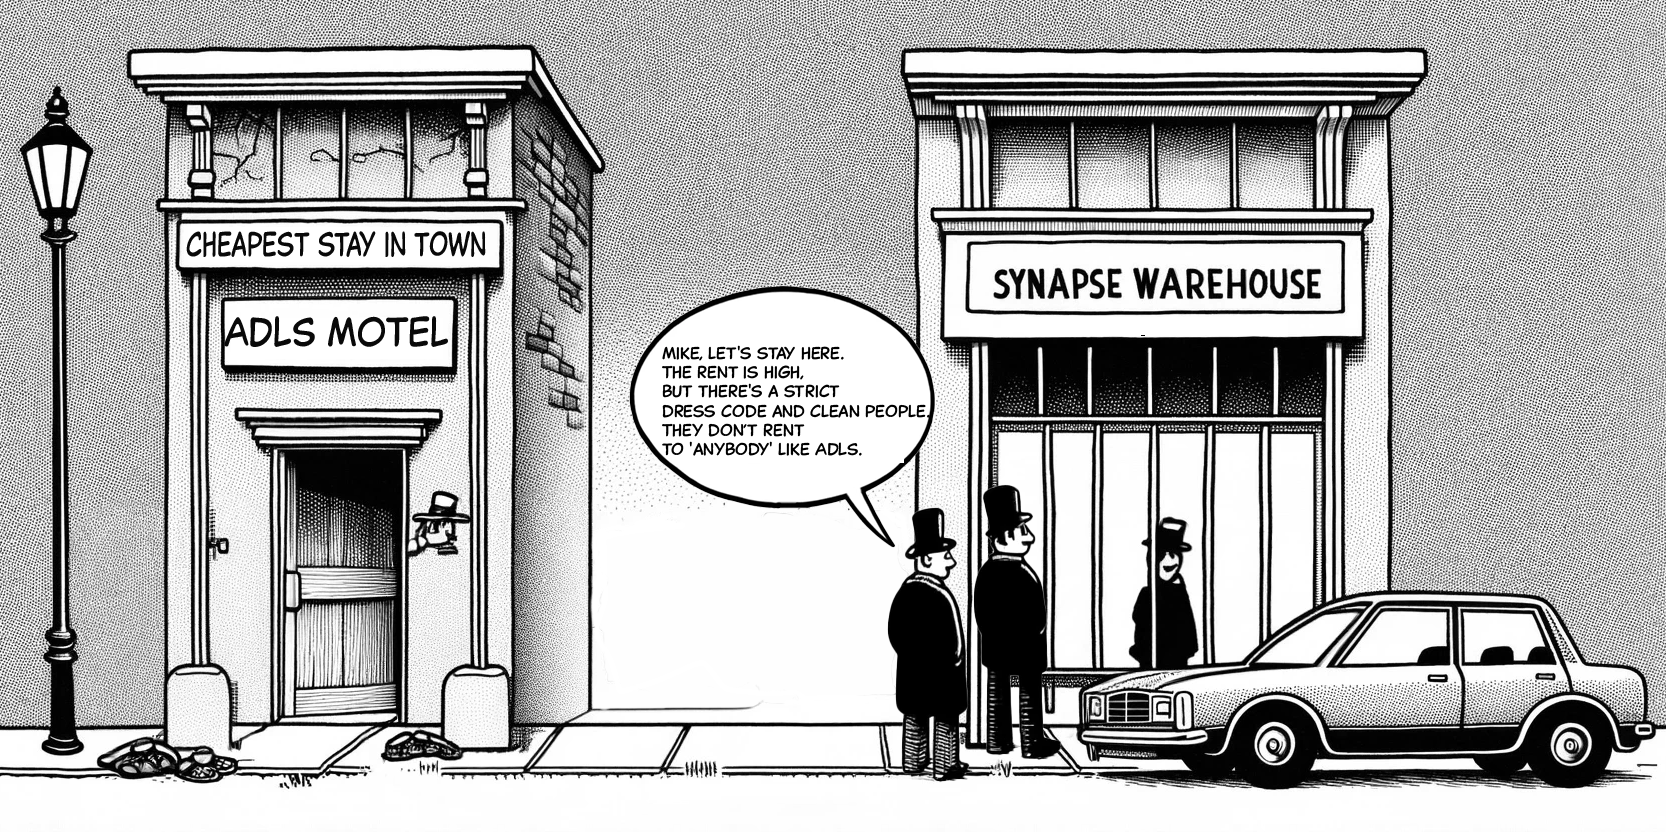 CHEAPEST STAY IN TOWN
ADLS MOTEL
SYNAPSE WAREHOUSE
MIKE, LET'S STAY HERE.
THE RENT IS HIGH,
BUT THERE'S A STRICT
DRESS CODE AND CLEAN PEOPLE.
THEY DON'T RENT
TO 'ANYBODY' LIKE ADLS.